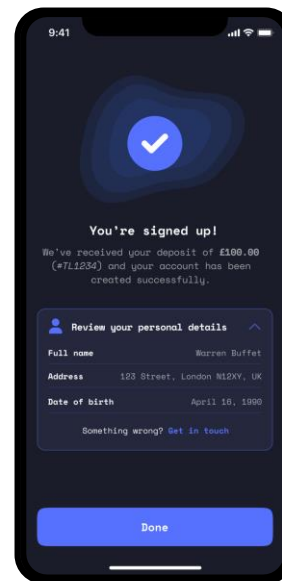 9:41
You're signed up!
We've received your deposit of £100.00
(#TL1234) and your account has been
created successfully.
Review your personal details
Full name Warren Buffet
Address 123 Street, London N12XY, UK
Date of birth April 16, 1990
Something wrong? Get in touch
Done